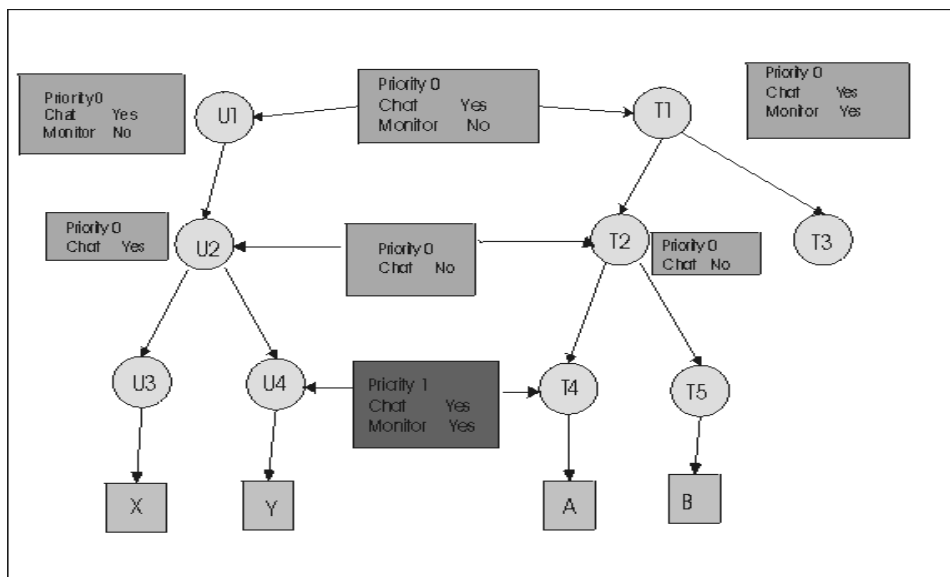 Priority 0
Chat Yes
Monitor No
U1
Priority 0
Chat Yes
Monitor No
T1
Priority 0
Chat Yes
Monitor Yes
Priority 0
Chat Yes
U2
Priority 0
Chat No
T2
Priority 0
Chat No
T3
U3
U4
Priority 1
Chat Yes
Monitor Yes
T4
T5
X
Y
A
B